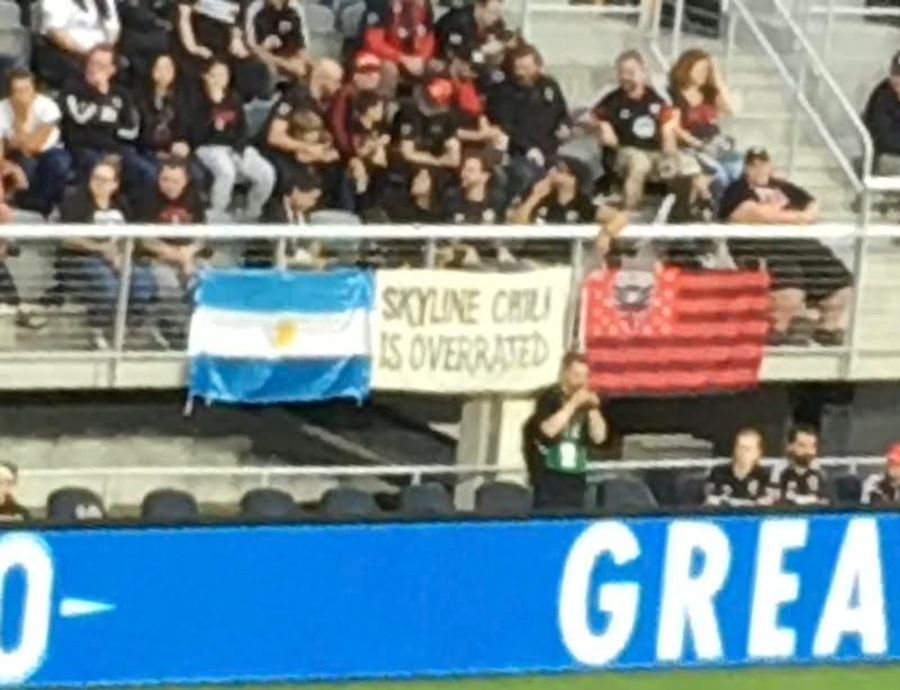 SKYLINE CHILI
IS OVERRATED
GREA